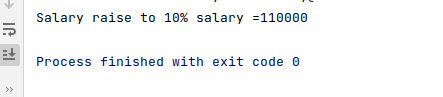 Salary raise to 10% salary =110000
Process finished with exit code 0